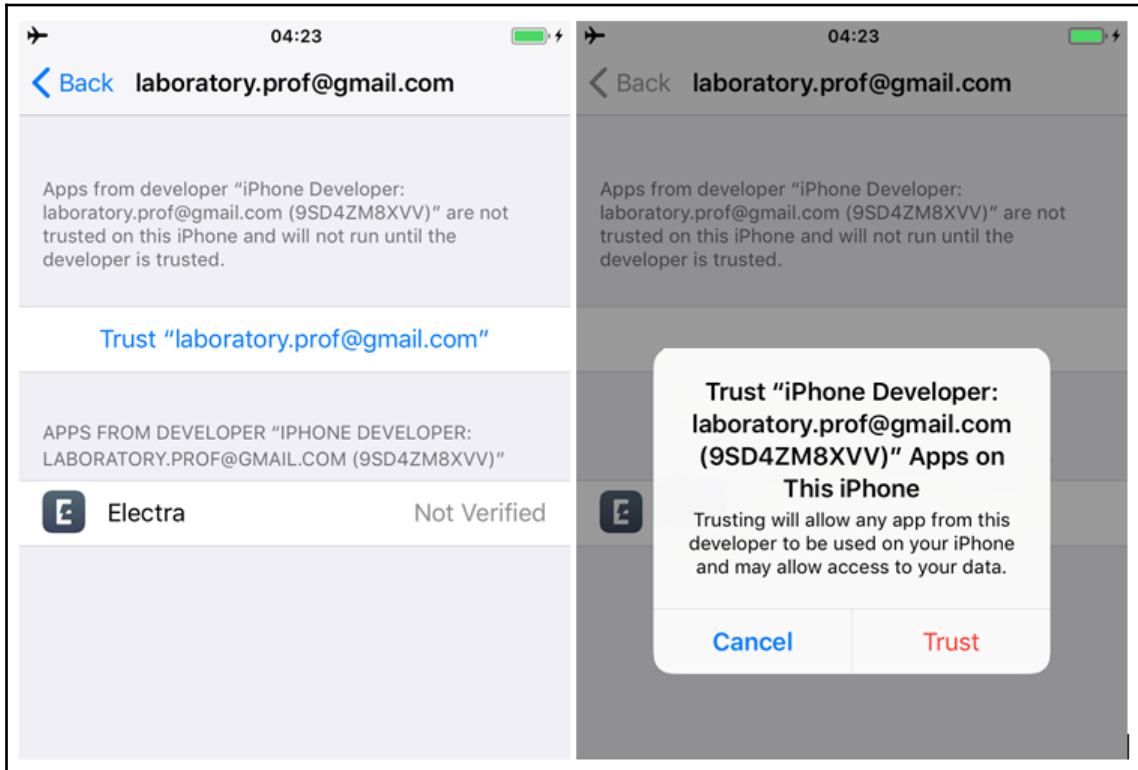 04:23
Back laboratory.prof@gmail.com
Apps from developer “iPhone Developer:
laboratory.prof@gmail.com (9SD4ZM8XVV)” are not
trusted on this iPhone and will not run until the
developer is trusted.
Trust “laboratory.prof@gmail.com”
APPS FROM DEVELOPER “IPHONE DEVELOPER:
LABORATORY.PROF@GMAIL.COM (9SD4ZM8XVV)”
Electra Not Verified
04:23
Back laboratory.prof@gmail.com
Apps from developer “iPhone Developer:
laboratory.prof@gmail.com (9SD4ZM8XVV)” are not
trusted on this iPhone and will not run until the
developer is trusted.
Trust “iPhone Developer:
laboratory.prof@gmail.com
(9SD4ZM8XVV)” Apps on
This iPhone
Trusting will allow any app from this
developer to be used on your iPhone
and may allow access to your data.
Cancel Trust